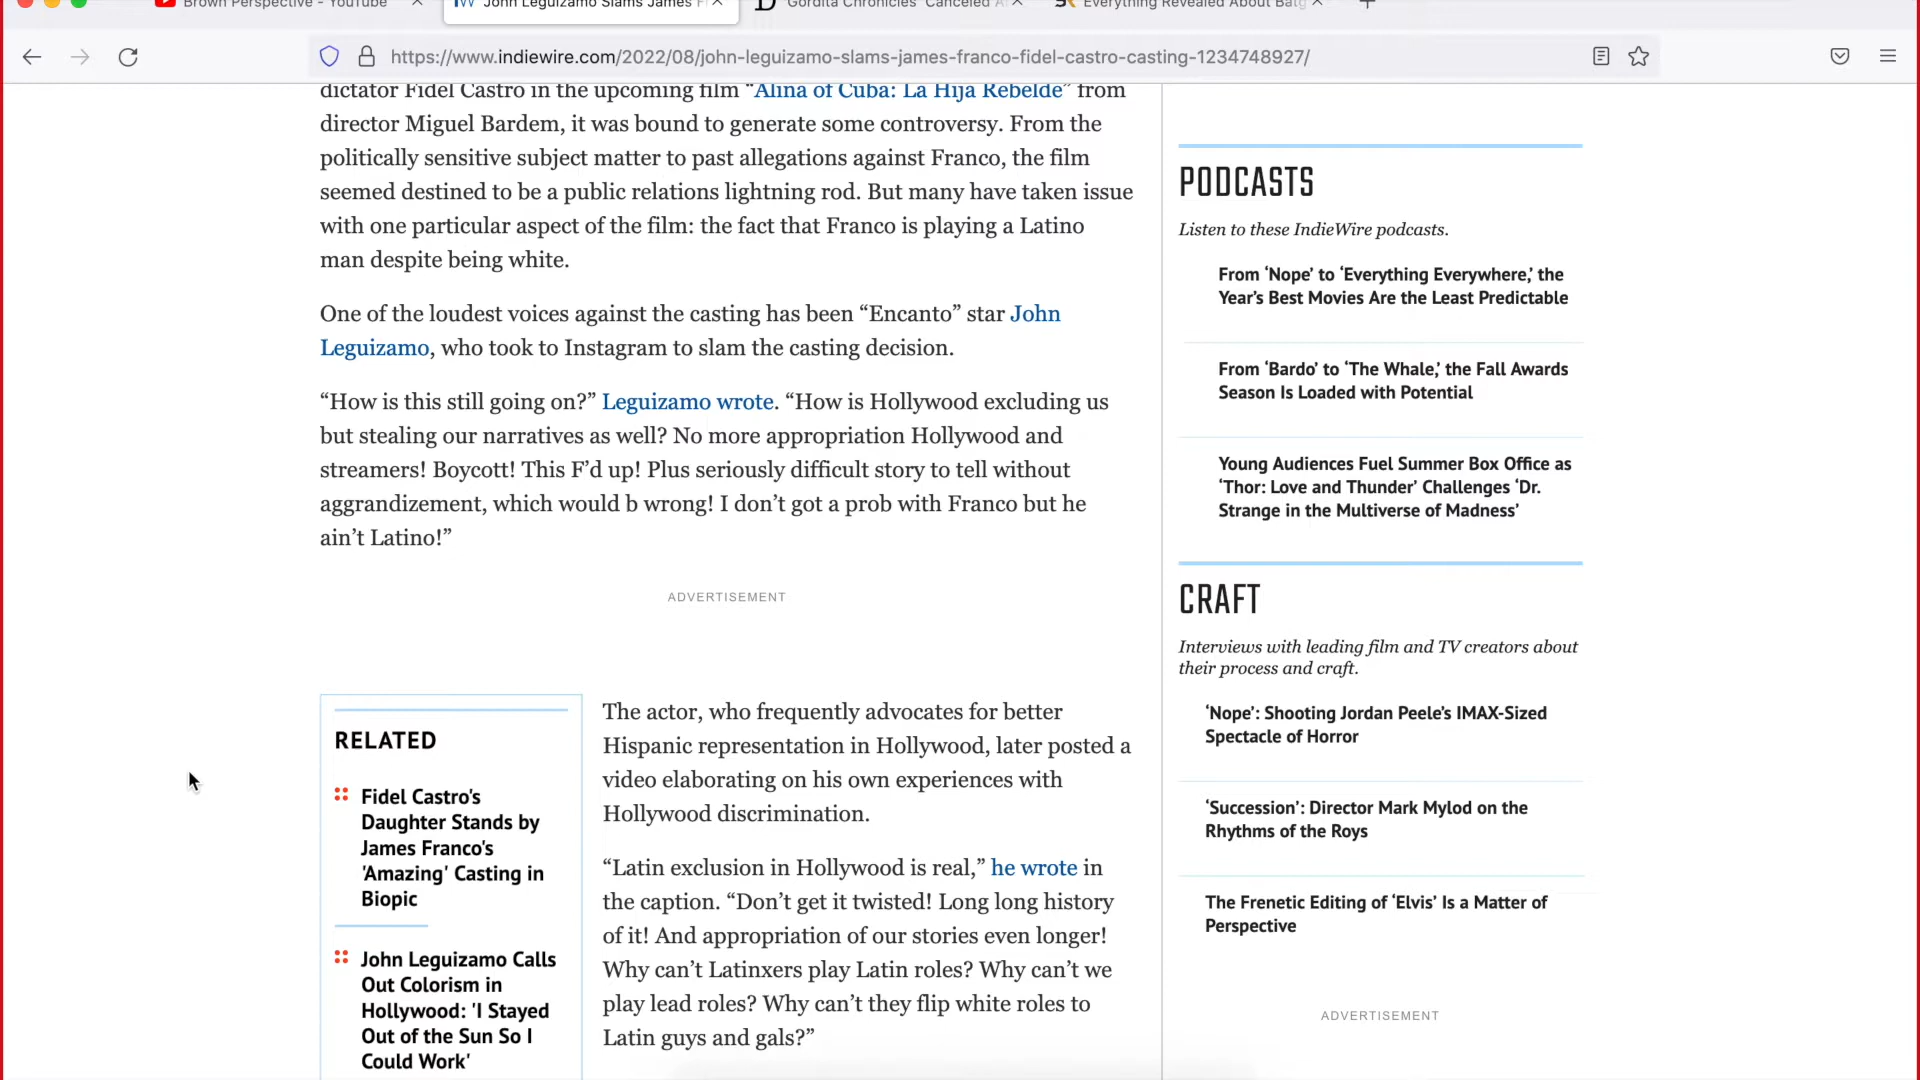 Brown Perspective - YouTube
John Leguizamo Slams James Fr
'Gordita Chronicles' Canceled A
Everything Revealed About Batg
https://www.indiewire.com/2022/08/john-leguizamo-slams-james-franco-fidel-castro-casting-1234748927/
dictator Fidel Castro in the upcoming film “Alina of Cuba: La Hija Rebelde” from
director Miguel Bardem, it was bound to generate some controversy. From the
politically sensitive subject matter to past allegations against Franco, the film
seemed destined to be a public relations lightning rod. But many have taken issue
with one particular aspect of the film: the fact that Franco is playing a Latino
man despite being white.
One of the loudest voices against the casting has been “Encanto” star John
Leguizamo, who took to Instagram to slam the casting decision.
“How is this still going on?” Leguizamo wrote. “How is Hollywood excluding us
but stealing our narratives as well? No more appropriation Hollywood and
streamers! Boycott! This F’d up! Plus seriously difficult story to tell without
aggrandizement, which would b wrong! I don’t got a prob with Franco but he
ain’t Latino!”
ADVERTISEMENT
RELATED
Fidel Castro's
Daughter Stands by
James Franco's
'Amazing' Casting in
Biopic
John Leguizamo Calls
Out Colorism in
Hollywood: 'I Stayed
Out of the Sun So I
Could Work'
The actor, who frequently advocates for better
Hispanic representation in Hollywood, later posted a
video elaborating on his own experiences with
Hollywood discrimination.
“Latin exclusion in Hollywood is real,” he wrote in
the caption. “Don’t get it twisted! Long long history
of it! And appropriation of our stories even longer!
Why can’t Latinxers play Latin roles? Why can’t we
play lead roles? Why can’t they flip white roles to
Latin guys and gals?”
PODCASTS
Listen to these IndieWire podcasts.
From ‘Nope’ to ‘Everything Everywhere,’ the
Year’s Best Movies Are the Least Predictable
From ‘Bardo’ to ‘The Whale,’ the Fall Awards
Season Is Loaded with Potential
Young Audiences Fuel Summer Box Office as
‘Thor: Love and Thunder’ Challenges ‘Dr.
Strange in the Multiverse of Madness’
CRAFT
Interviews with leading film and TV creators about
their process and craft.
‘Nope’: Shooting Jordan Peele’s IMAX-Sized
Spectacle of Horror
‘Succession’: Director Mark Mylod on the
Rhythms of the Roys
The Frenetic Editing of ‘Elvis’ Is a Matter of
Perspective
ADVERTISEMENT